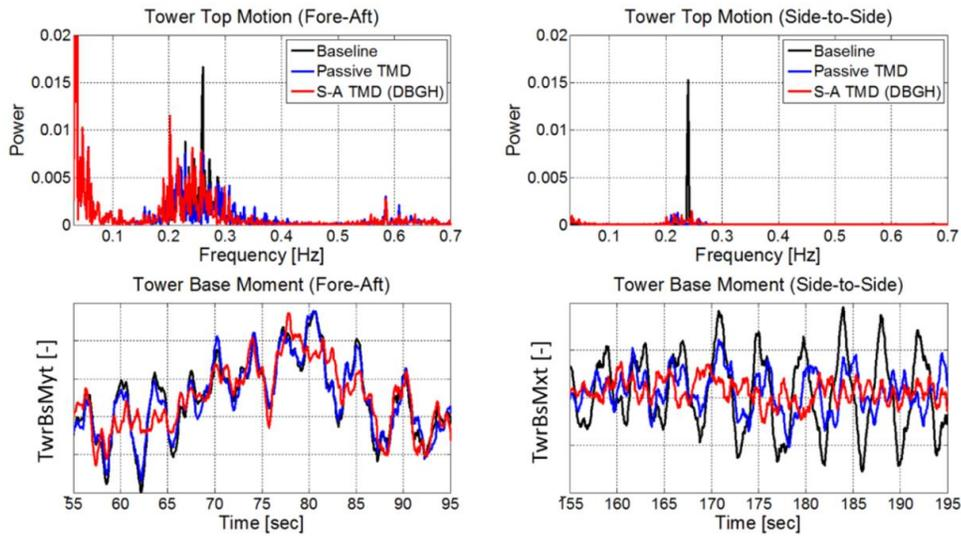 Tower Top Motion (Fore-Aft)
0.02
0.015
0.01
0.005
0
Power
Baseline
Passive TMD
S-A TMD (DBGH)
0.1 0.2 0.3 0.4 0.5 0.6 0.7
Frequency [Hz]
Tower Top Motion (Side-to-Side)
0.02
0.015
0.01
0.005
0
Power
Baseline
Passive TMD
S-A TMD (DBGH)
0.1 0.2 0.3 0.4 0.5 0.6 0.7
Frequency [Hz]
Tower Base Moment (Fore-Aft)
TwrBsMyt [-]
55 60 65 70 75 80 85 90 95
Time [sec]
Tower Base Moment (Side-to-Side)
TwrBsMxt [-]
155 160 165 170 175 180 185 190 195
Time [sec]